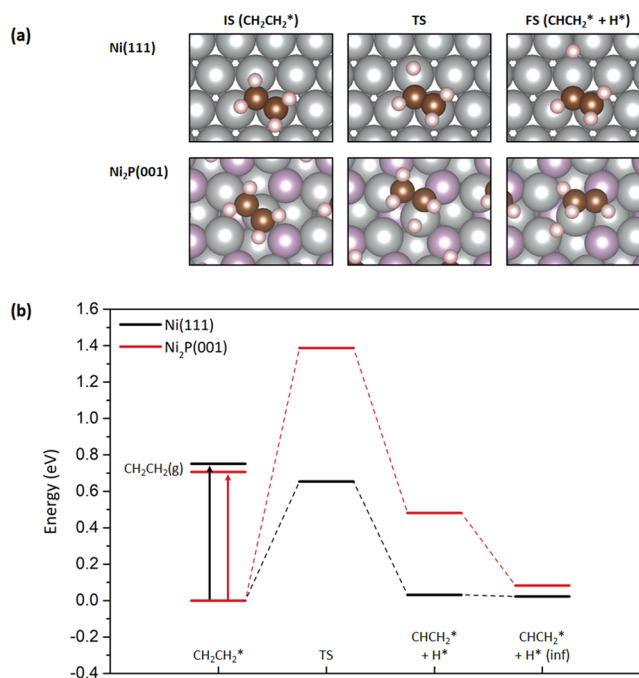 (a)
IS (CH₂CH₂*)
TS
FS (CHCH₂* + H*)
Ni(111)
Ni₂P(001)
(b)
1.6
1.4
1.2
1.0
0.8
0.6
0.4
0.2
0.0
-0.2
-0.4
Energy (eV)
Ni(111)
Ni₂P(001)
CH₂CH₂(g)
CH₂CH₂*
TS
CHCH₂*
+ H*
CHCH₂*
+ H* (inf)